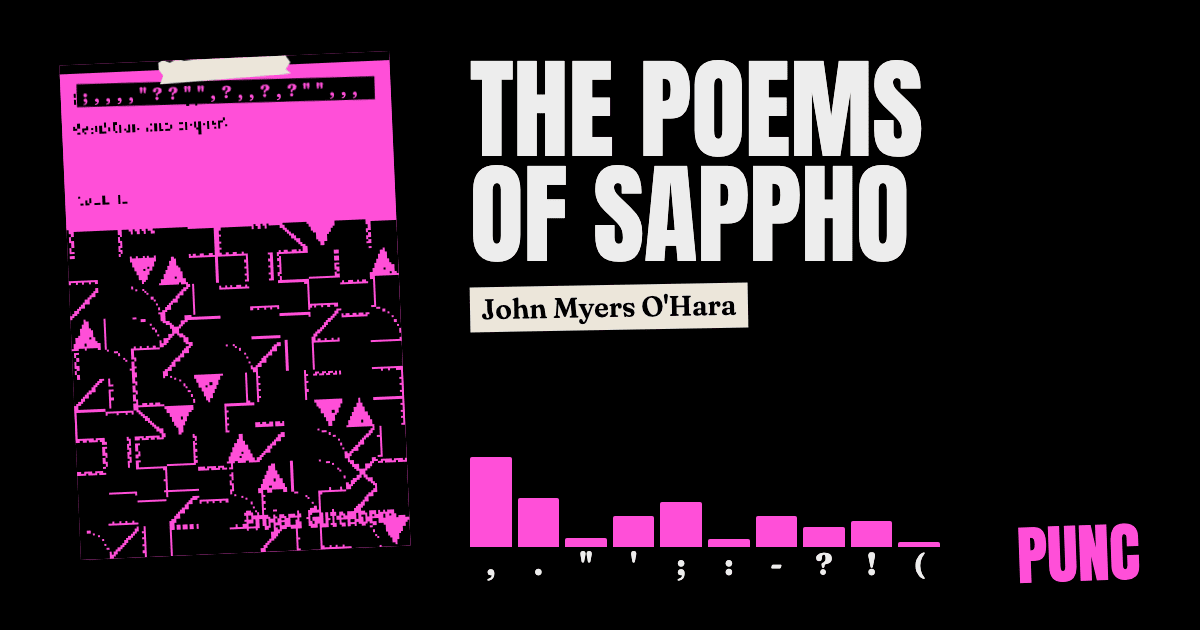 ;,,,,"??"",?,,?,?"",,,
THE POEMS
OF SAPPHO
John Myers O'Hara
Project Gutenberg
, . " ' ; : - ? ! (
PUNC